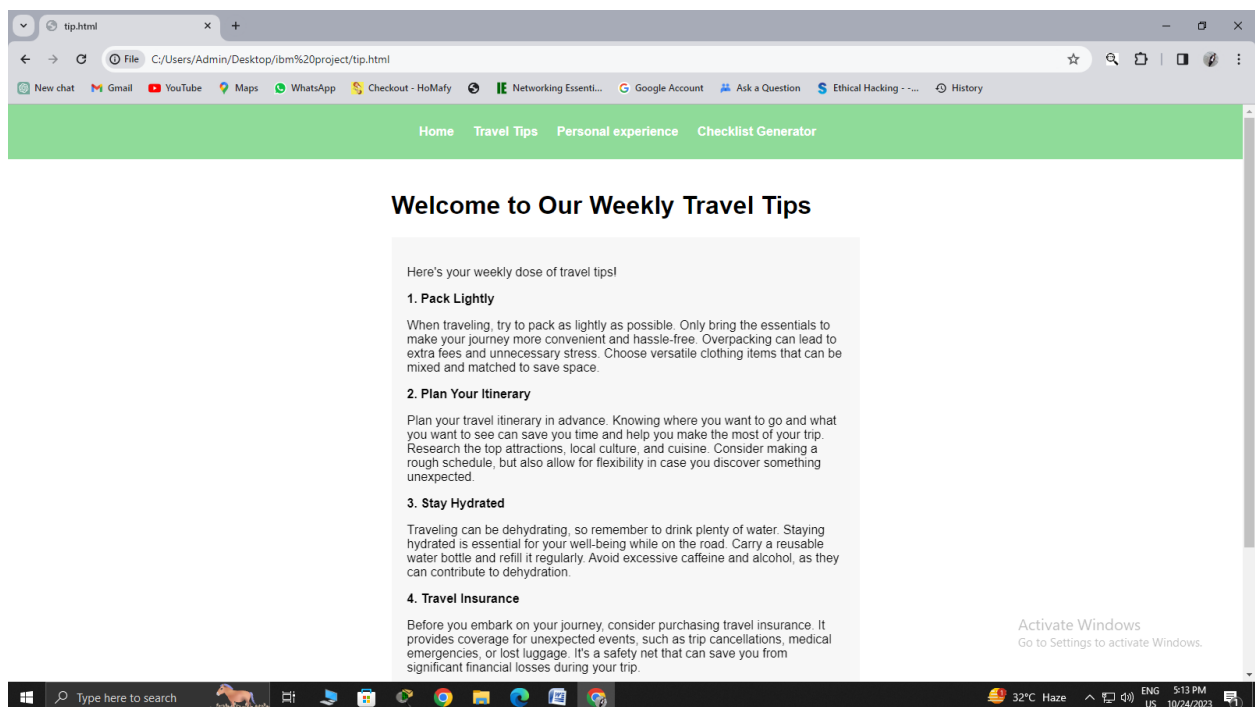 tip.html
File C:/Users/Admin/Desktop/ibm%20project/tip.html
New chat Gmail YouTube Maps WhatsApp Checkout - HoMafy Networking Essenti... Google Account Ask a Question Ethical Hacking - -... History
Home Travel Tips Personal experience Checklist Generator
Welcome to Our Weekly Travel Tips
Here's your weekly dose of travel tips!
1. Pack Lightly
When traveling, try to pack as lightly as possible. Only bring the essentials to
make your journey more convenient and hassle-free. Overpacking can lead to
extra fees and unnecessary stress. Choose versatile clothing items that can be
mixed and matched to save space.
2. Plan Your Itinerary
Plan your travel itinerary in advance. Knowing where you want to go and what
you want to see can save you time and help you make the most of your trip.
Research the top attractions, local culture, and cuisine. Consider making a
rough schedule, but also allow for flexibility in case you discover something
unexpected.
3. Stay Hydrated
Traveling can be dehydrating, so remember to drink plenty of water. Staying
hydrated is essential for your well-being while on the road. Carry a reusable
water bottle and refill it regularly. Avoid excessive caffeine and alcohol, as they
can contribute to dehydration.
4. Travel Insurance
Before you embark on your journey, consider purchasing travel insurance. It
provides coverage for unexpected events, such as trip cancellations, medical
emergencies, or lost luggage. It's a safety net that can save you from
significant financial losses during your trip.
Activate Windows
Go to Settings to activate Windows.
Type here to search
32°C Haze
ENG 5:13 PM
US 10/24/2023